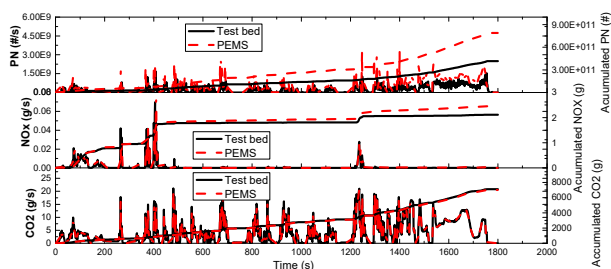 6.00E9
4.50E9
3.00E9
1.50E9
0.00
PN (#/s)
Test bed
PEMS
9.00E+011
6.00E+011
3.00E+011
3
Accumulated PN (#)
0.06
0.04
0.02
0.00
NOx (g/s)
Test bed
PEMS
2
1
0
Accumulated NOX (g)
25
20
15
10
5
0
CO2 (g/s)
Test bed
PEMS
8000
6000
4000
2000
0
Accumulated CO2 (g)
0 200 400 600 800 1000 1200 1400 1600 1800 2000
Time (s)